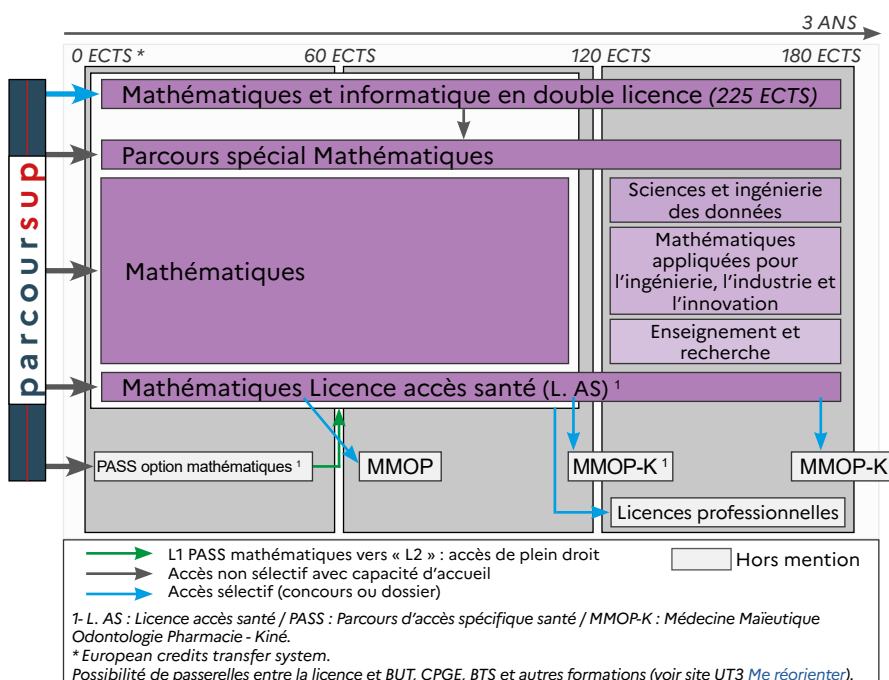 3 ANS
0 ECTS *
60 ECTS
120 ECTS
180 ECTS
parcoursup
Mathématiques et informatique en double licence (225 ECTS)
Parcours spécial Mathématiques
Mathématiques
Sciences et ingénierie
des données
Mathématiques
appliquées pour
l'ingénierie, l'industrie et
l'innovation
Enseignement et
recherche
Mathématiques Licence accès santé (L. AS) ¹
PASS option mathématiques ¹
MMOP
MMOP-K ¹
MMOP-K
Licences professionnelles
L1 PASS mathématiques vers « L2 » : accès de plein droit
Accès non sélectif avec capacité d'accueil
Accès sélectif (concours ou dossier)
Hors mention
1- L. AS : Licence accès santé / PASS : Parcours d'accès spécifique santé / MMOP-K : Médecine Maïeutique
Odontologie Pharmacie - Kiné.
* European credits transfer system.
Possibilité de passerelles entre la licence et BUT, CPGE, BTS et autres formations (voir site UT3 Me réorienter).